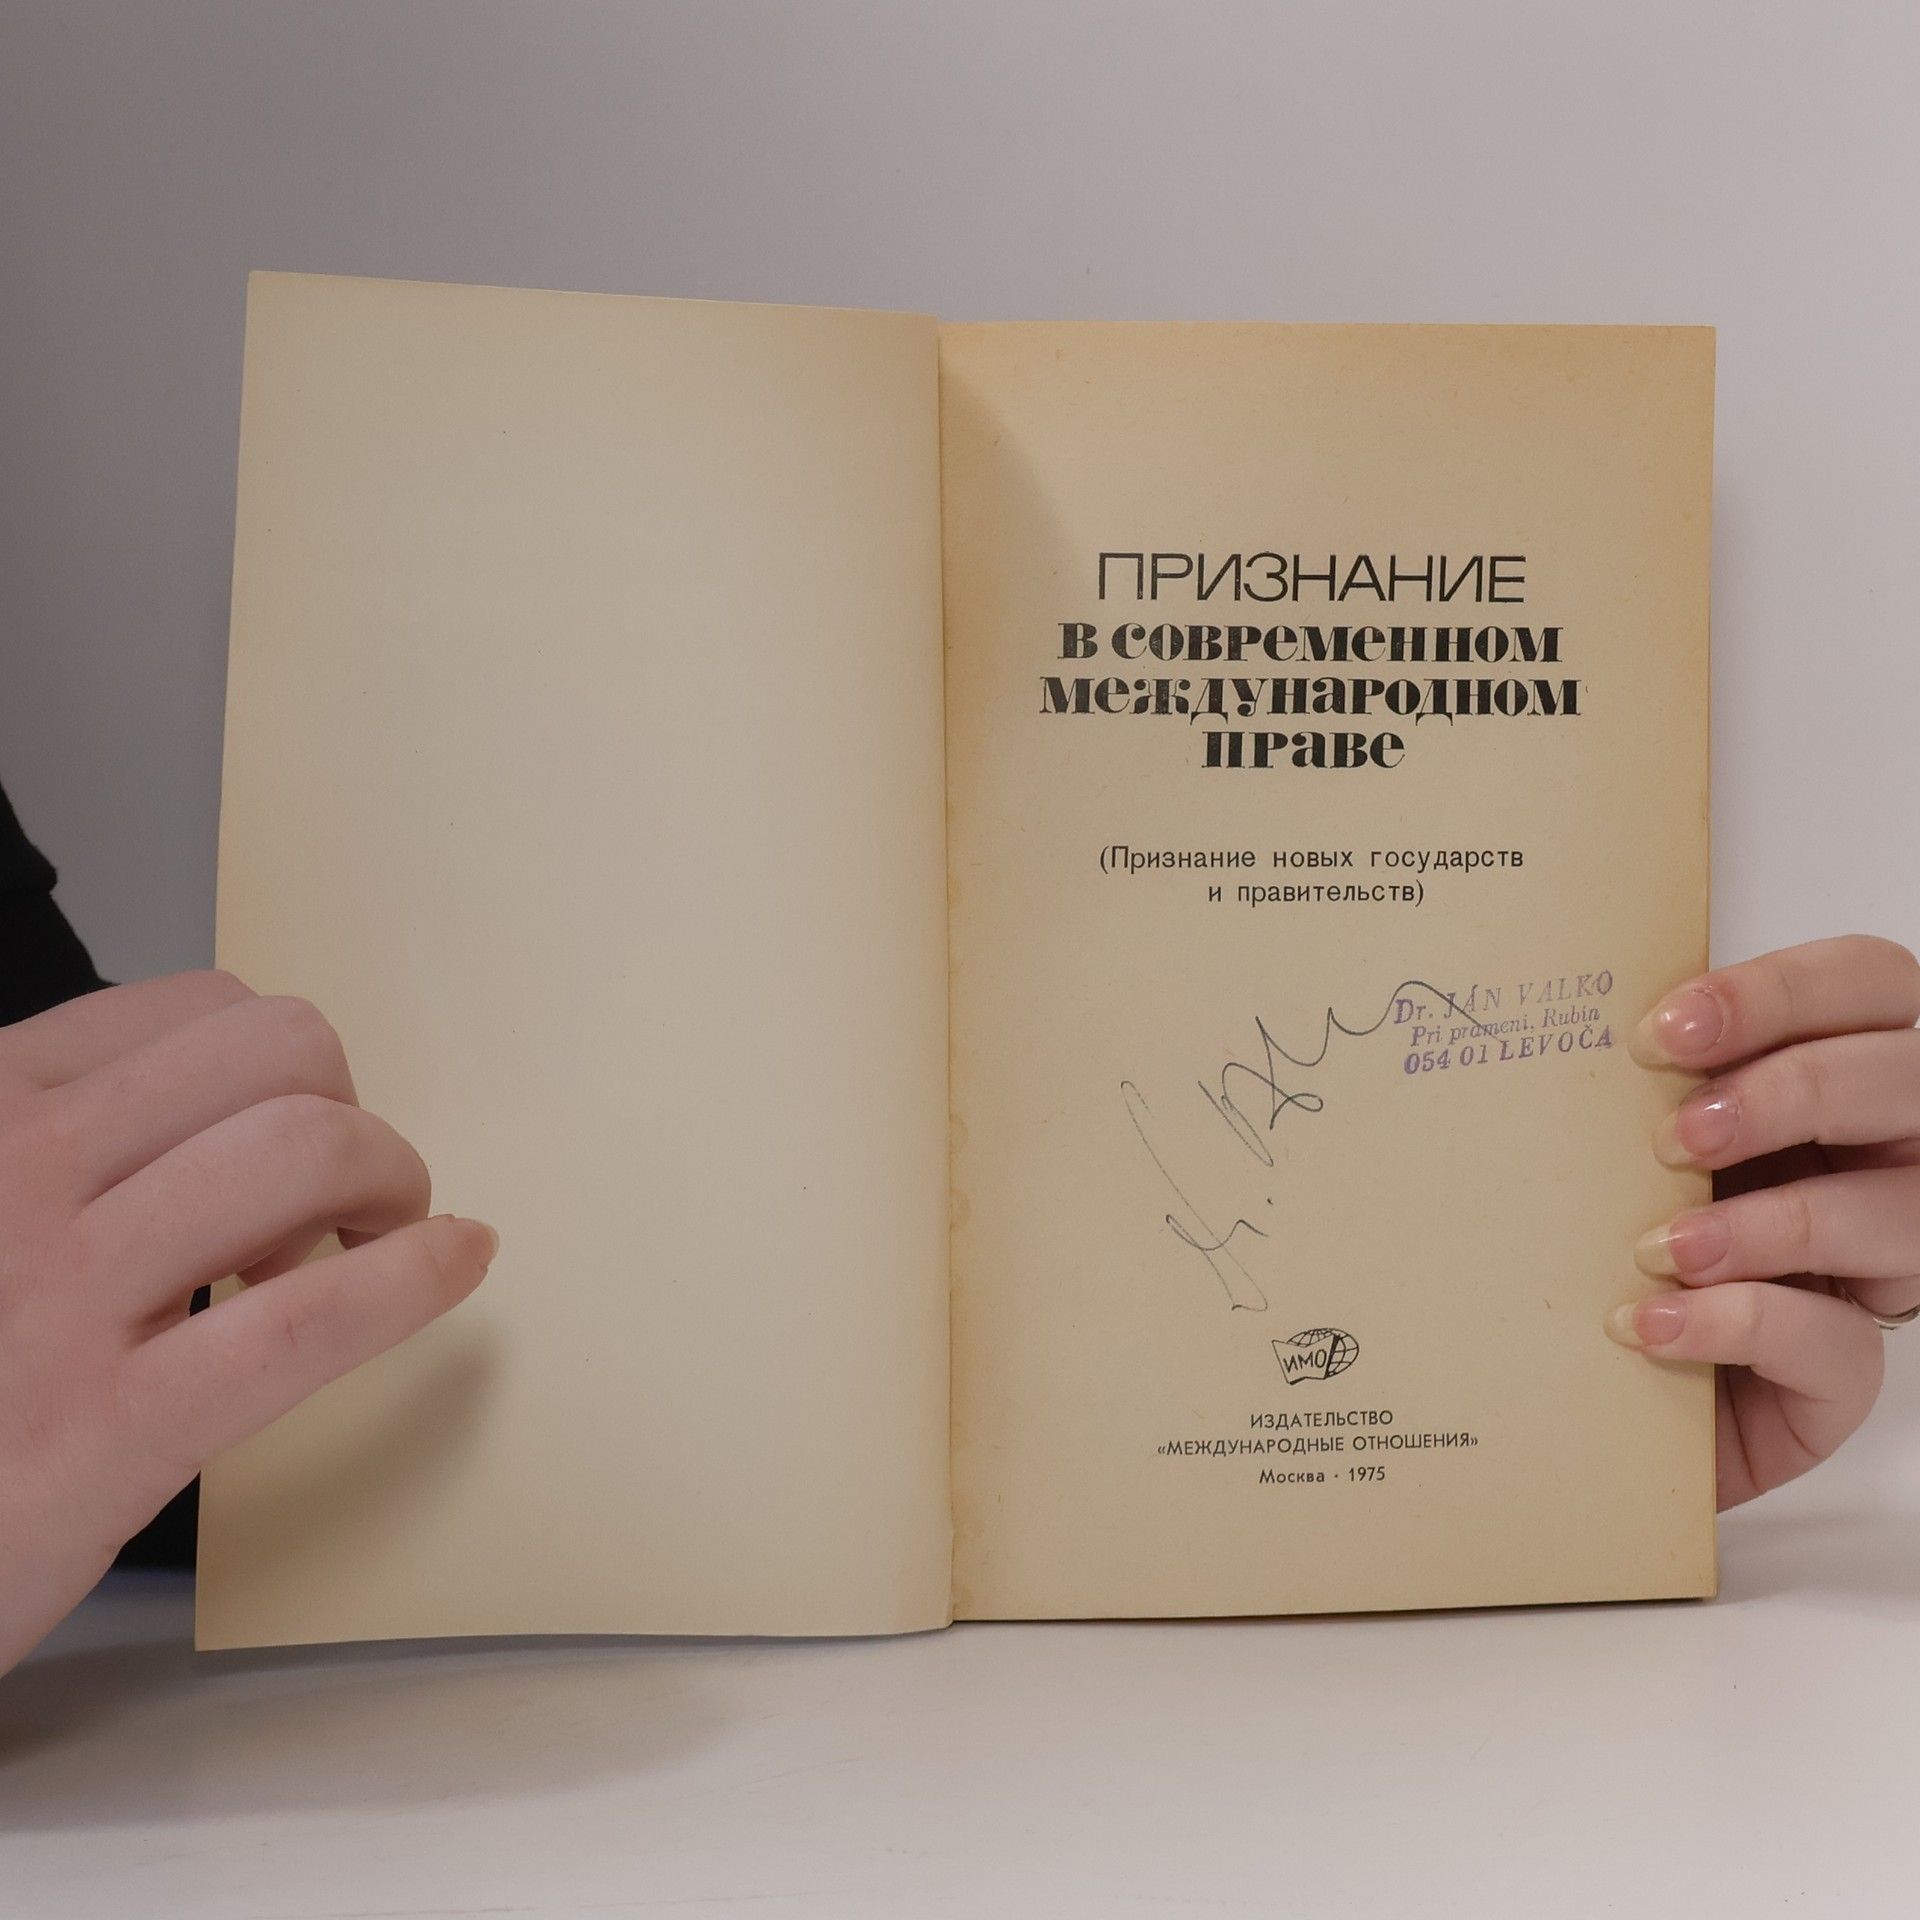 ПРИЗНАНИЕ
В СОВРЕМЕННОМ
МЕЖДУНАРОДНОМ
ПРАВЕ
(Признание новых государств
и правительств)
Dr. JÁN VALKO
Pri prameni, Rubín
054 01 LEVOČA
ИМО
ИЗДАТЕЛЬСТВО
«МЕЖДУНАРОДНЫЕ ОТНОШЕНИЯ»
Москва · 1975